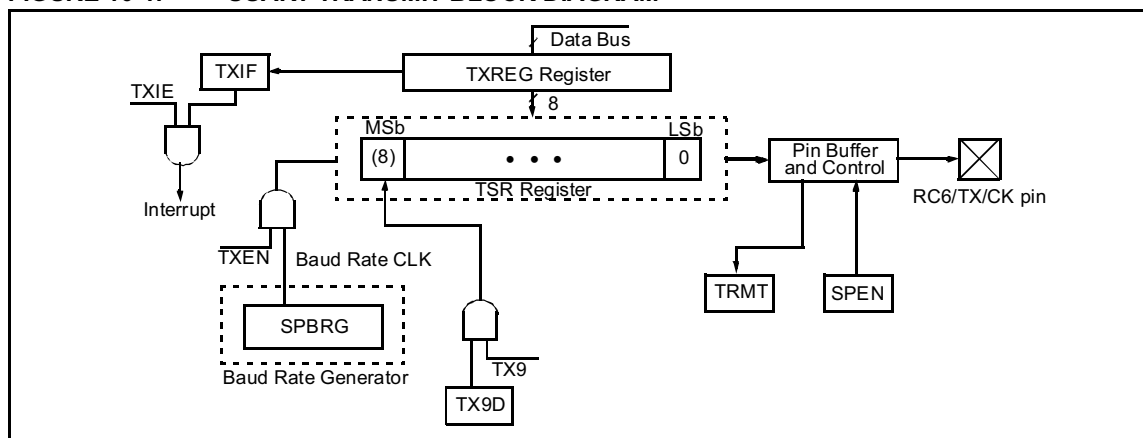 Data Bus
TXIF
TXREG Register
TXIE
8
MSb
LSb
(8)
• • •
0
TSR Register
Pin Buffer
and Control
Interrupt
RC6/TX/CK pin
TXEN
Baud Rate CLK
TRMT
SPEN
SPBRG
TX9
Baud Rate Generator
TX9D